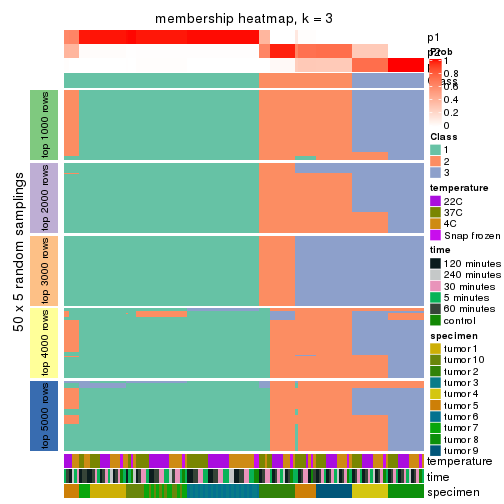 membership heatmap, k = 3
p1
p2
Prob
1
0.8
0.6
0.4
0.2
0
Class
Class
1
2
3
temperature
22C
37C
4C
Snap frozen
time
120 minutes
240 minutes
30 minutes
5 minutes
60 minutes
control
specimen
tumor 1
tumor 10
tumor 2
tumor 3
tumor 4
tumor 5
tumor 6
tumor 7
tumor 8
tumor 9
50 x 5 random samplings
top 1000 rows
top 2000 rows
top 3000 rows
top 4000 rows
top 5000 rows
temperature
time
specimen